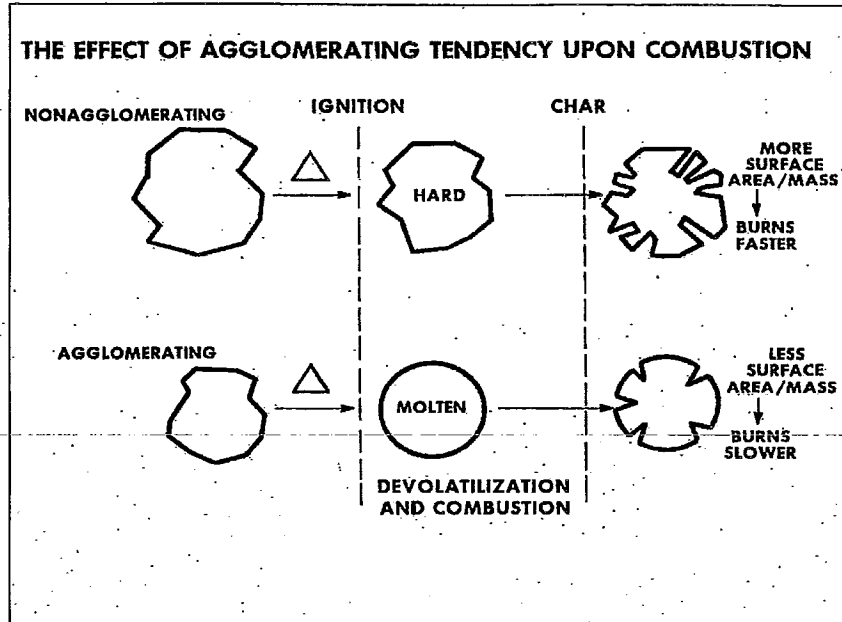 THE EFFECT OF AGGLOMERATING TENDENCY UPON COMBUSTION
IGNITION
CHAR
NONAGGLOMERATING
HARD
MORE
SURFACE
AREA/MASS
BURNS
FASTER
AGGLOMERATING
MOLTEN
LESS
SURFACE
AREA/MASS
BURNS
SLOWER
DEVOLATILIZATION
AND COMBUSTION